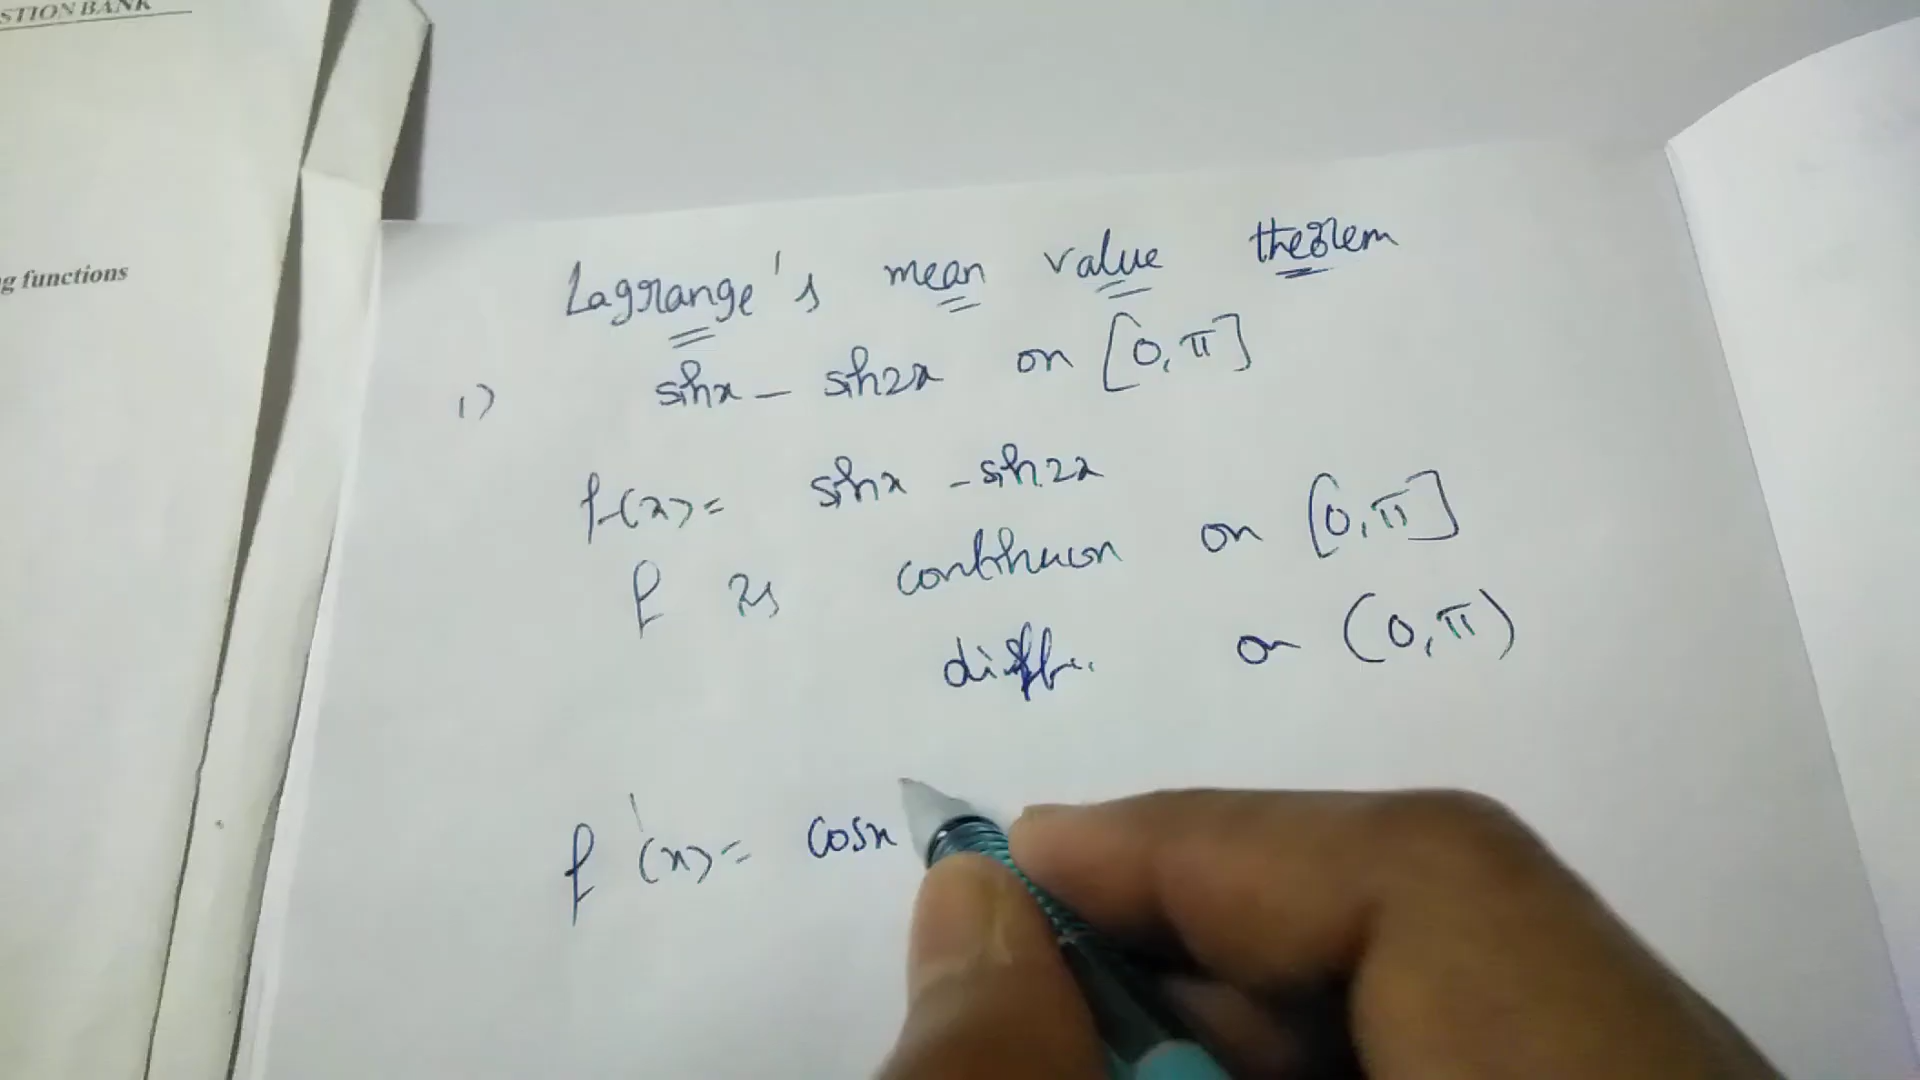 STION BANK
g functions
Lagrange's mean value theorem
1) sinx - sin2x on [0, π]
f(x) = sinx - sin2x
f is continuon on [0, π]
diff. on (0, π)
f'(x) = cosx